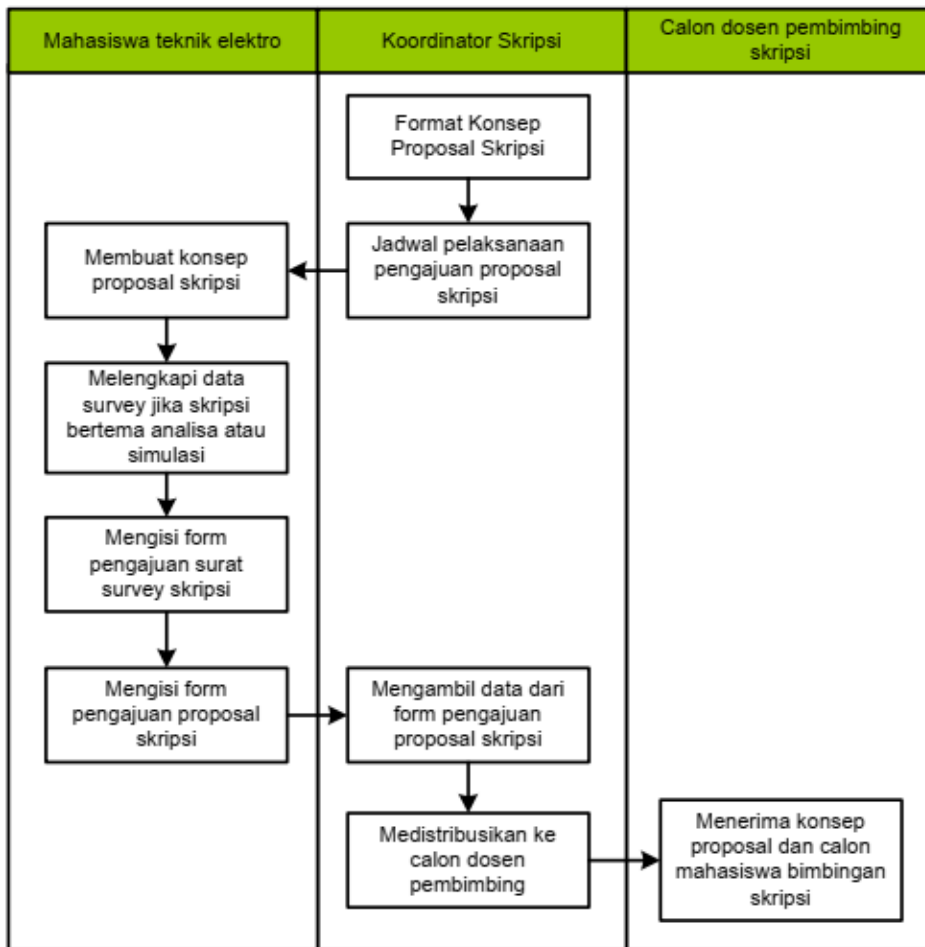 Mahasiswa teknik elektro
Koordinator Skripsi
Calon dosen pembimbing
skripsi
Format Konsep
Proposal Skripsi
Jadwal pelaksanaan
pengajuan proposal
skripsi
Membuat konsep
proposal skripsi
Melengkapi data
survey jika skripsi
bertema analisa atau
simulasi
Mengisi form
pengajuan surat
survey skripsi
Mengisi form
pengajuan proposal
skripsi
Mengambil data dari
form pengajuan
proposal skripsi
Medistribusikan ke
calon dosen
pembimbing
Menerima konsep
proposal dan calon
mahasiswa bimbingan
skripsi